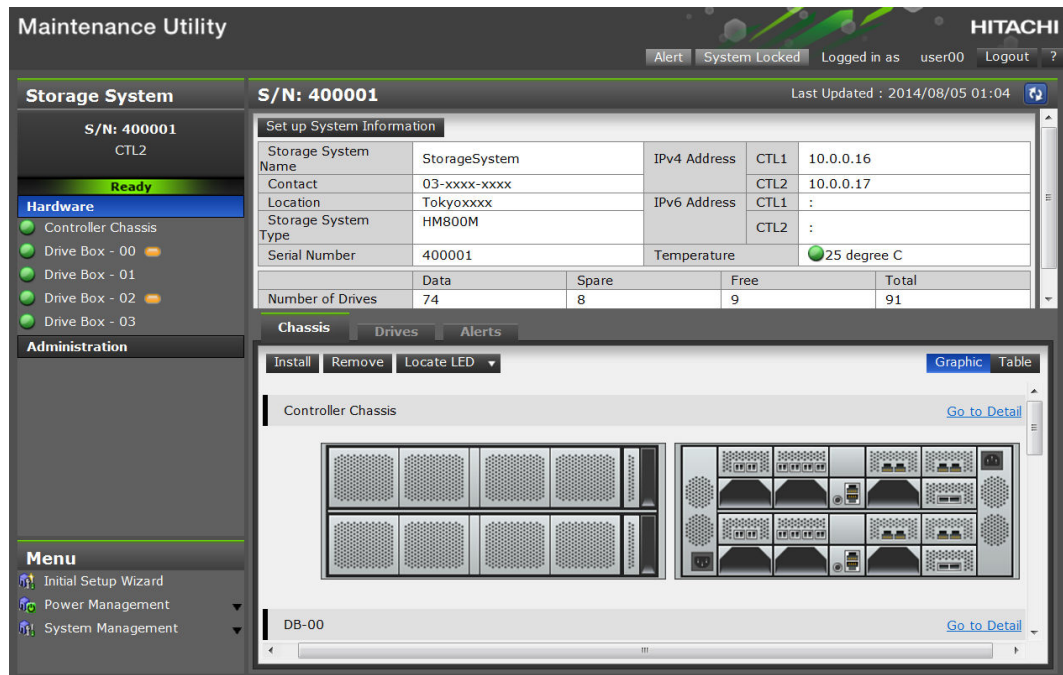 Maintenance Utility
HITACHI
Alert System Locked Logged in as user00 Logout ?
Storage System
S/N: 400001
CTL2
Ready
Hardware
Controller Chassis
Drive Box - 00
Drive Box - 01
Drive Box - 02
Drive Box - 03
Administration
Menu
Initial Setup Wizard
Power Management
System Management
S/N: 400001 Last Updated : 2014/08/05 01:04
Set up System Information
Storage System Name StorageSystem IPv4 Address CTL1 10.0.0.16
Contact 03-xxxx-xxxx CTL2 10.0.0.17
Location Tokyoxxxx IPv6 Address CTL1 :
Storage System Type HM800M CTL2 :
Serial Number 400001 Temperature 25 degree C
Data Spare Free Total
Number of Drives 74 8 9 91
Chassis Drives Alerts
Install Remove Locate LED Graphic Table
Controller Chassis Go to Detail
DB-00 Go to Detail